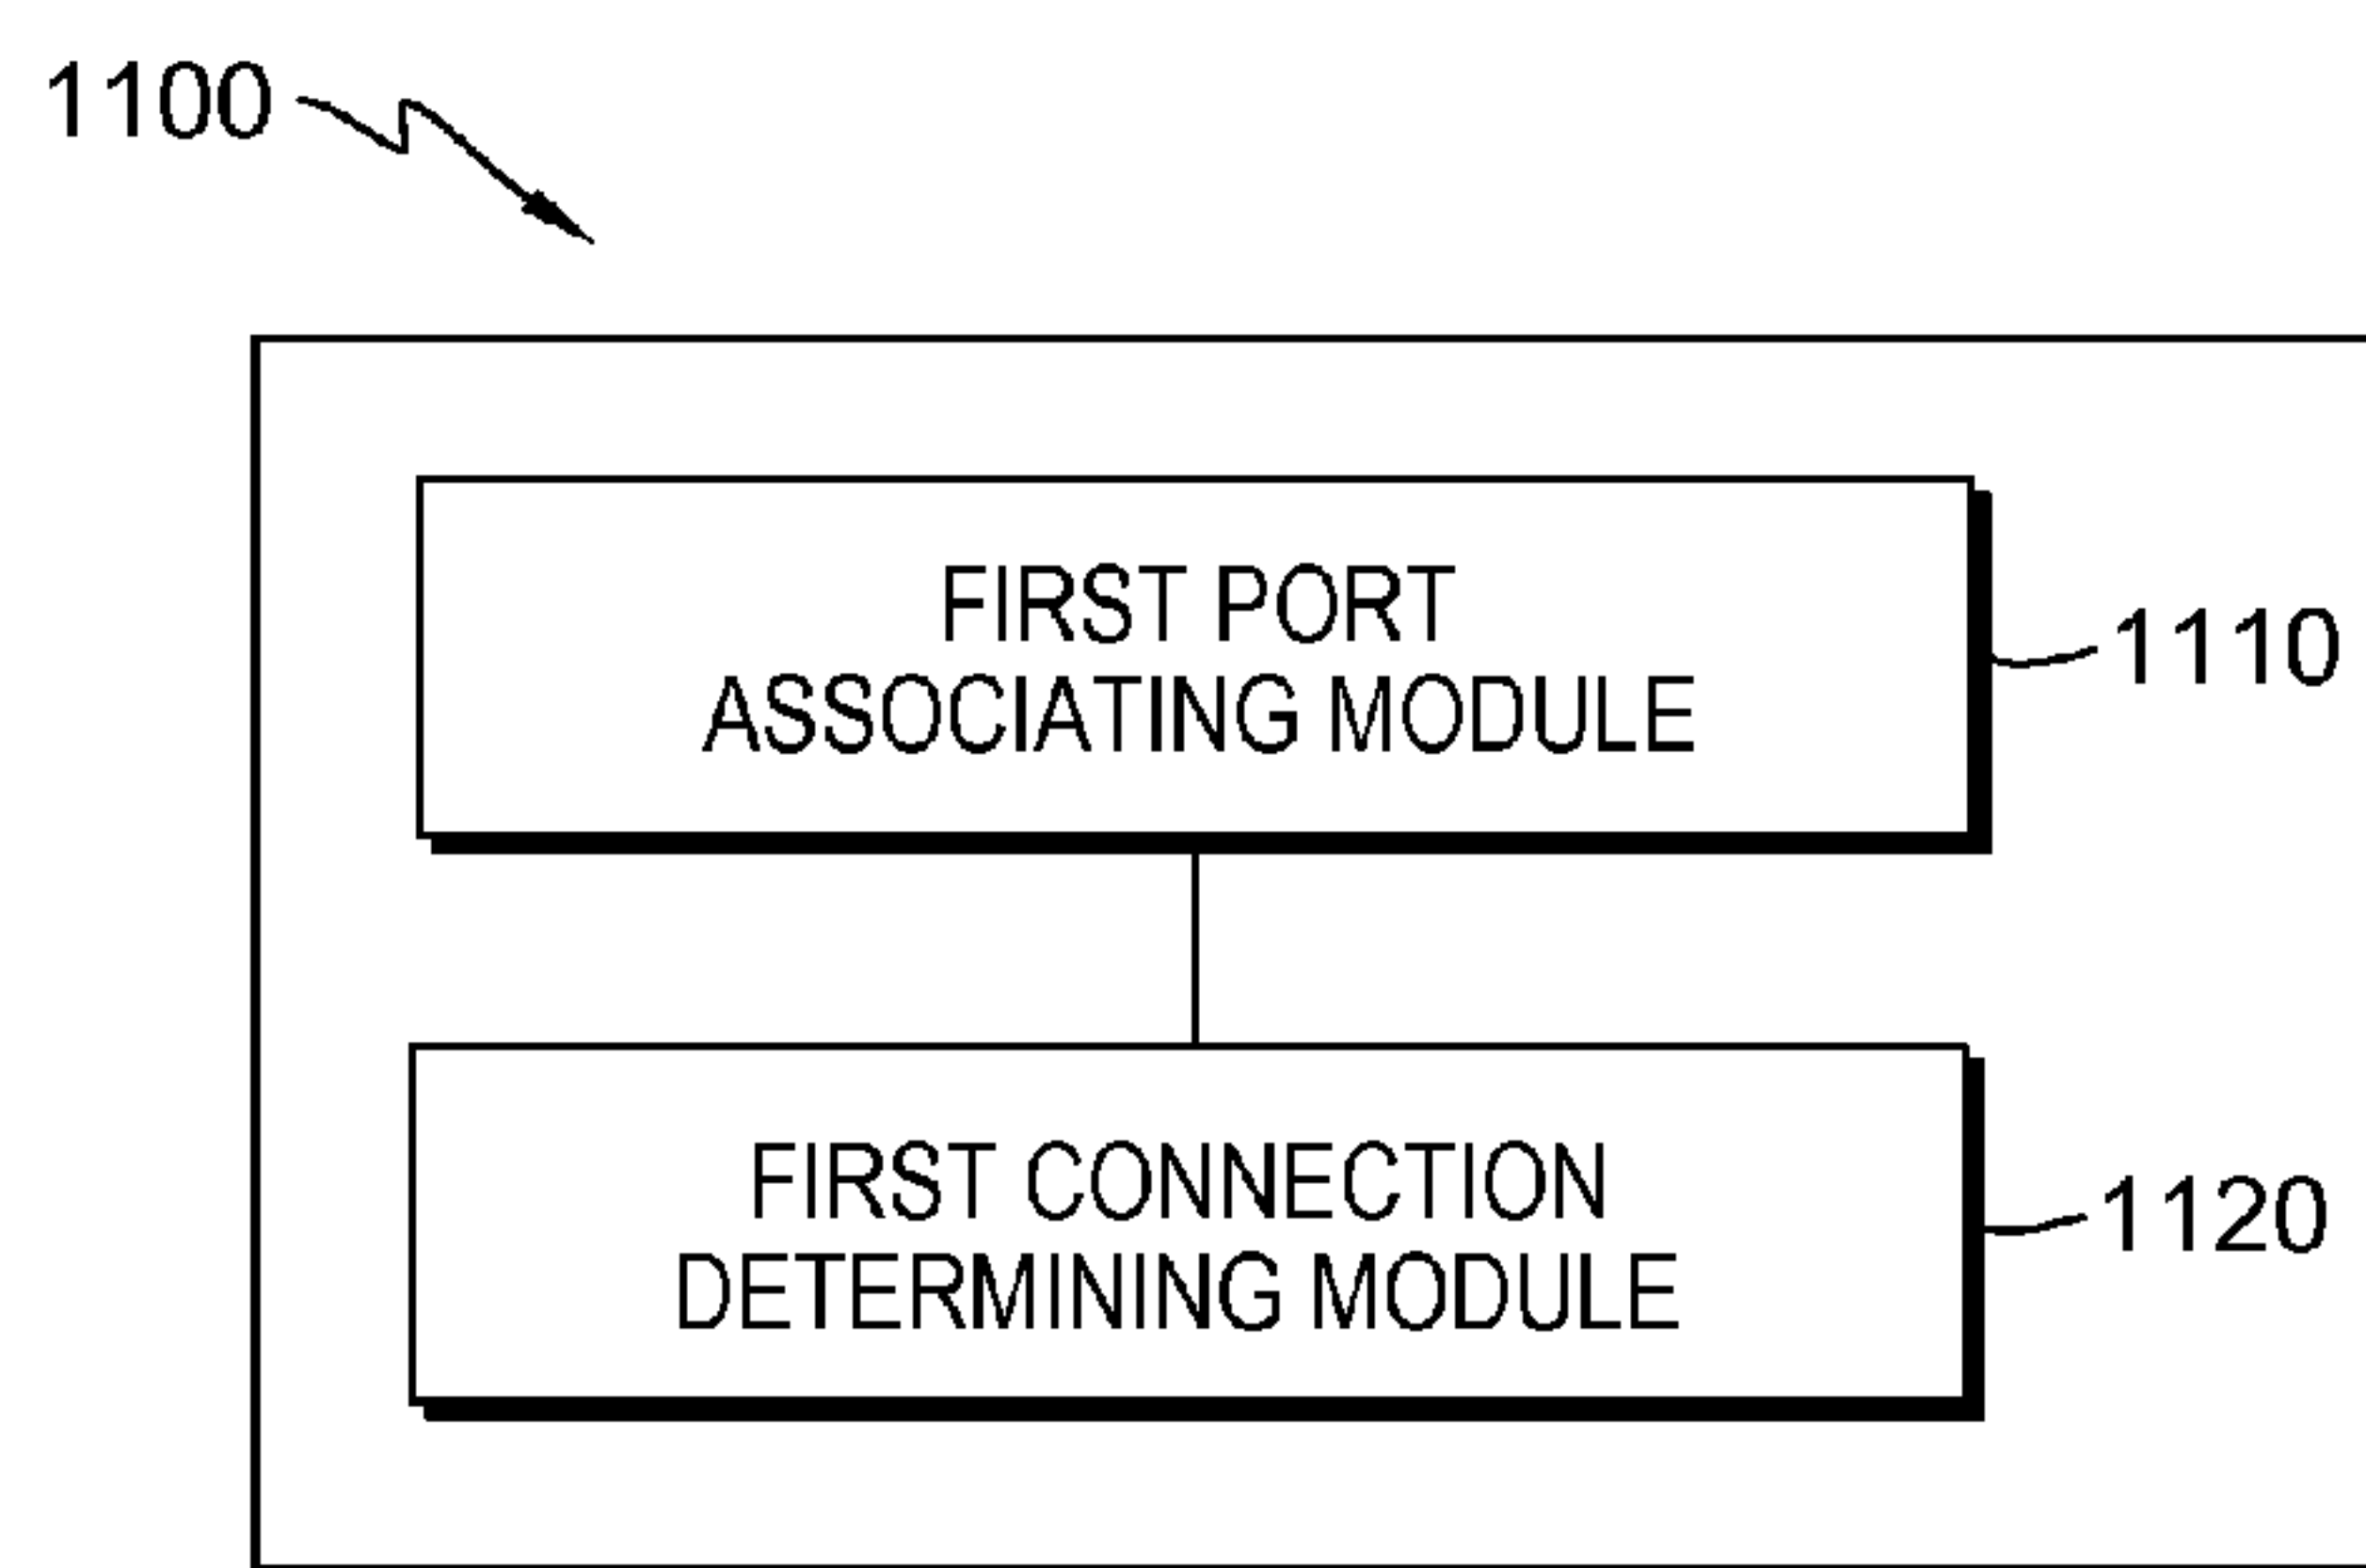 1100
FIRST PORT
ASSOCIATING MODULE
1110
FIRST CONNECTION
DETERMINING MODULE
1120